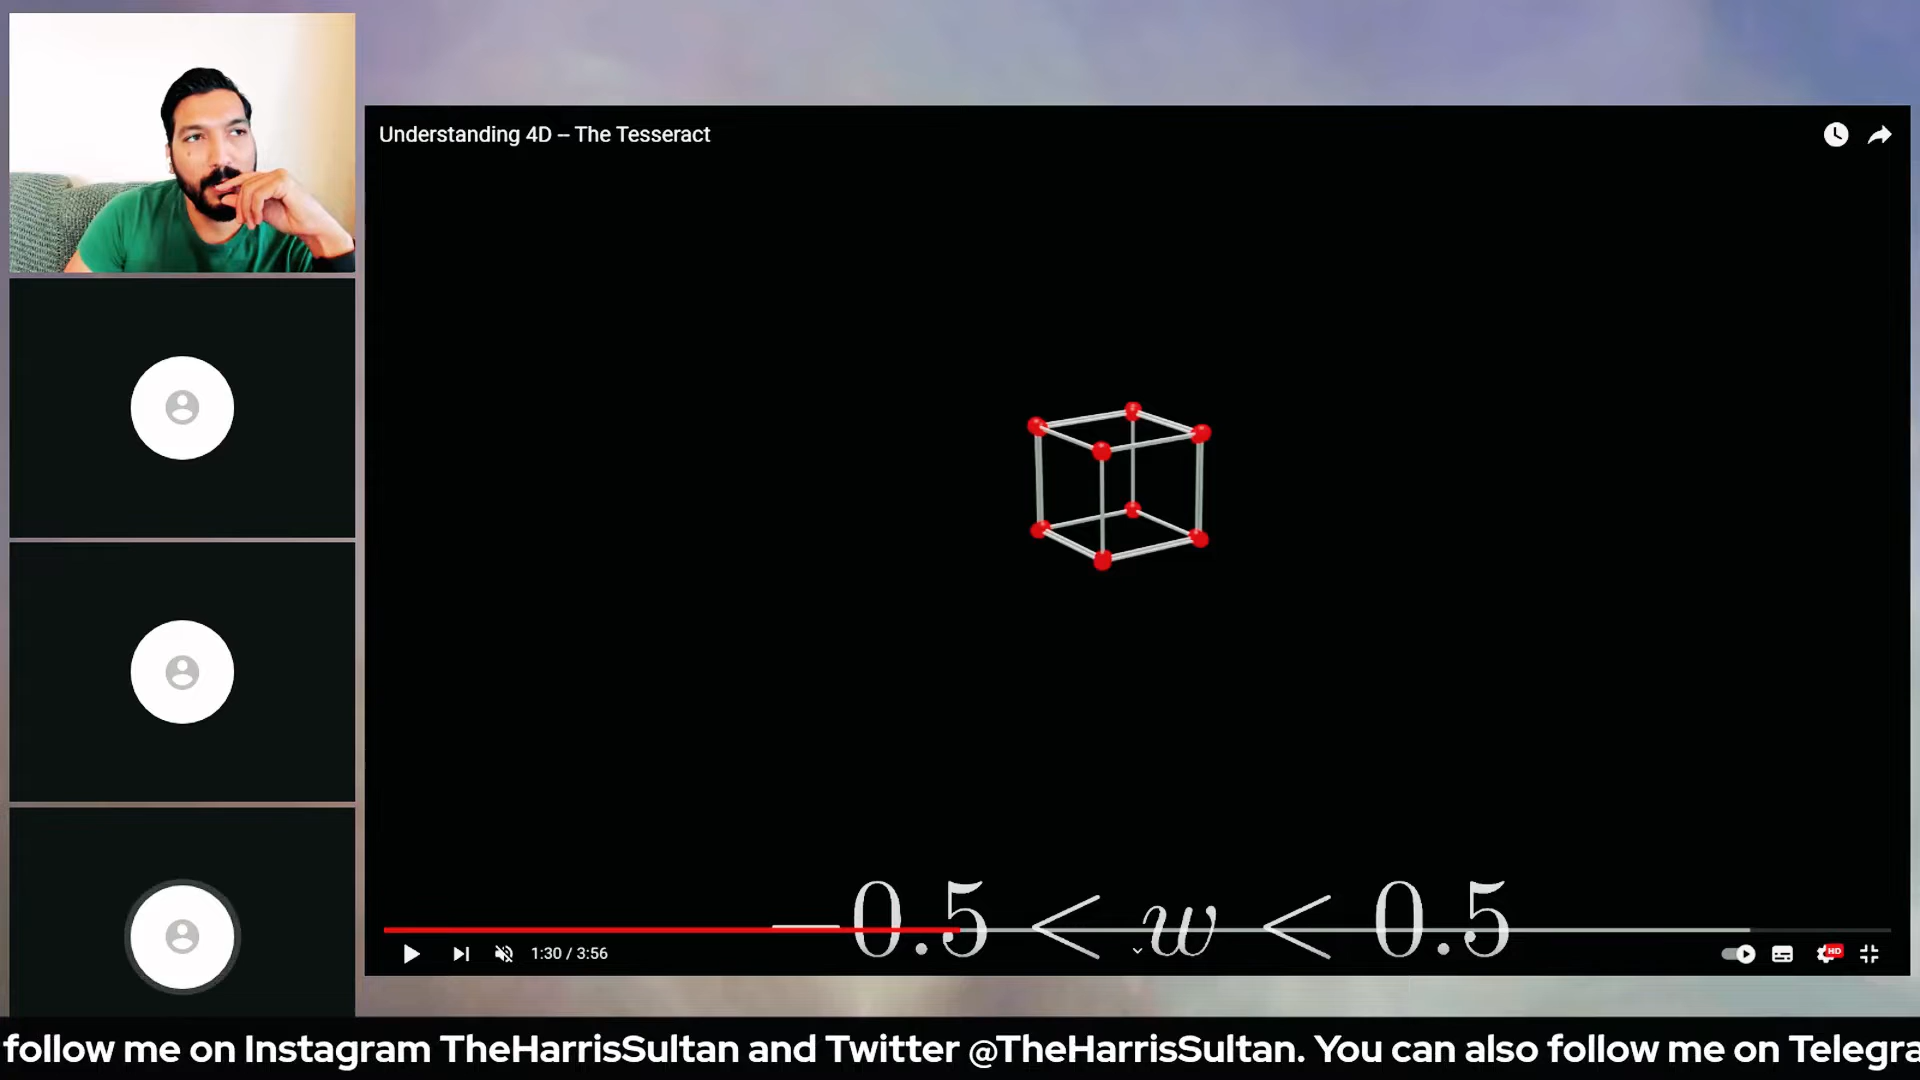 Understanding 4D – The Tesseract
−0.5 < w < 0.5
1:30 / 3:56
HD
follow me on Instagram TheHarrisSultan and Twitter @TheHarrisSultan. You can also follow me on Telegra